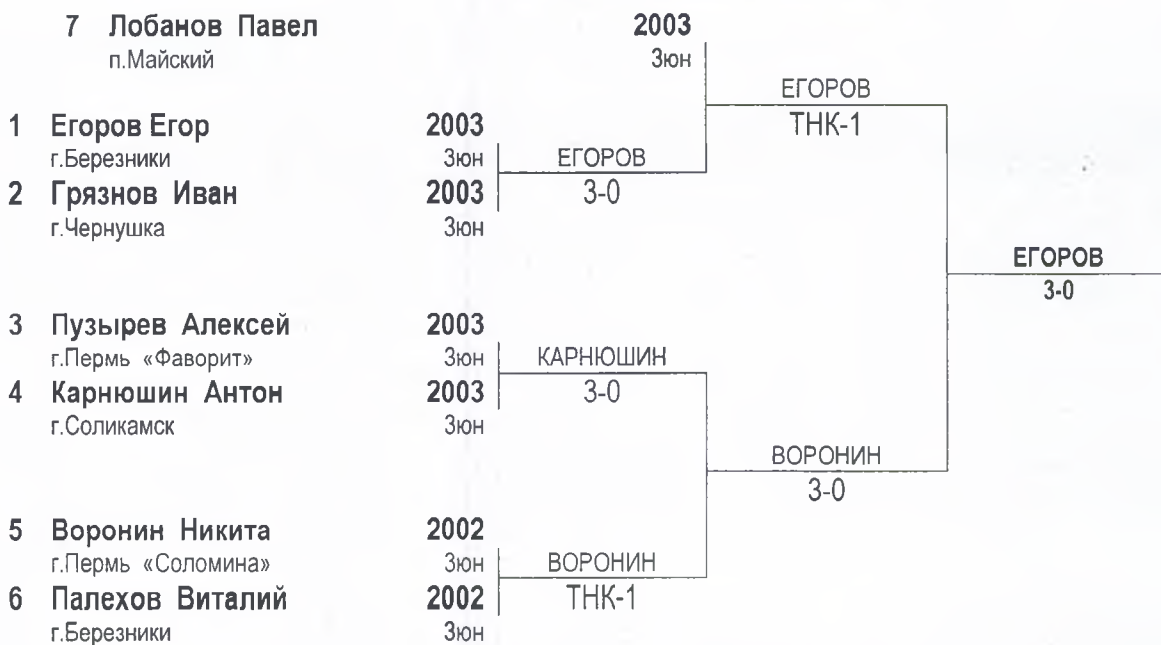 7 Лобанов Павел 2003
п.Майский 3юн
ЕГОРОВ
ТНК-1
1 Егоров Егор 2003
г.Березники 3юн
ЕГОРОВ
3-0
2 Грязнов Иван 2003
г.Чернушка 3юн
ЕГОРОВ
3-0
3 Пузырев Алексей 2003
г.Пермь «Фаворит» 3юн
КАРНЮШИН
3-0
4 Карнюшин Антон 2003
г.Соликамск 3юн
ВОРОНИН
3-0
5 Воронин Никита 2002
г.Пермь «Соломина» 3юн
ВОРОНИН
ТНК-1
6 Палехов Виталий 2002
г.Березники 3юн